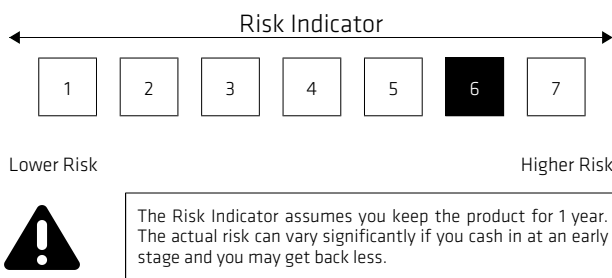 Risk Indicator
1 2 3 4 5 6 7
Lower Risk Higher Risk
The Risk Indicator assumes you keep the product for 1 year.
The actual risk can vary significantly if you cash in at an early
stage and you may get back less.